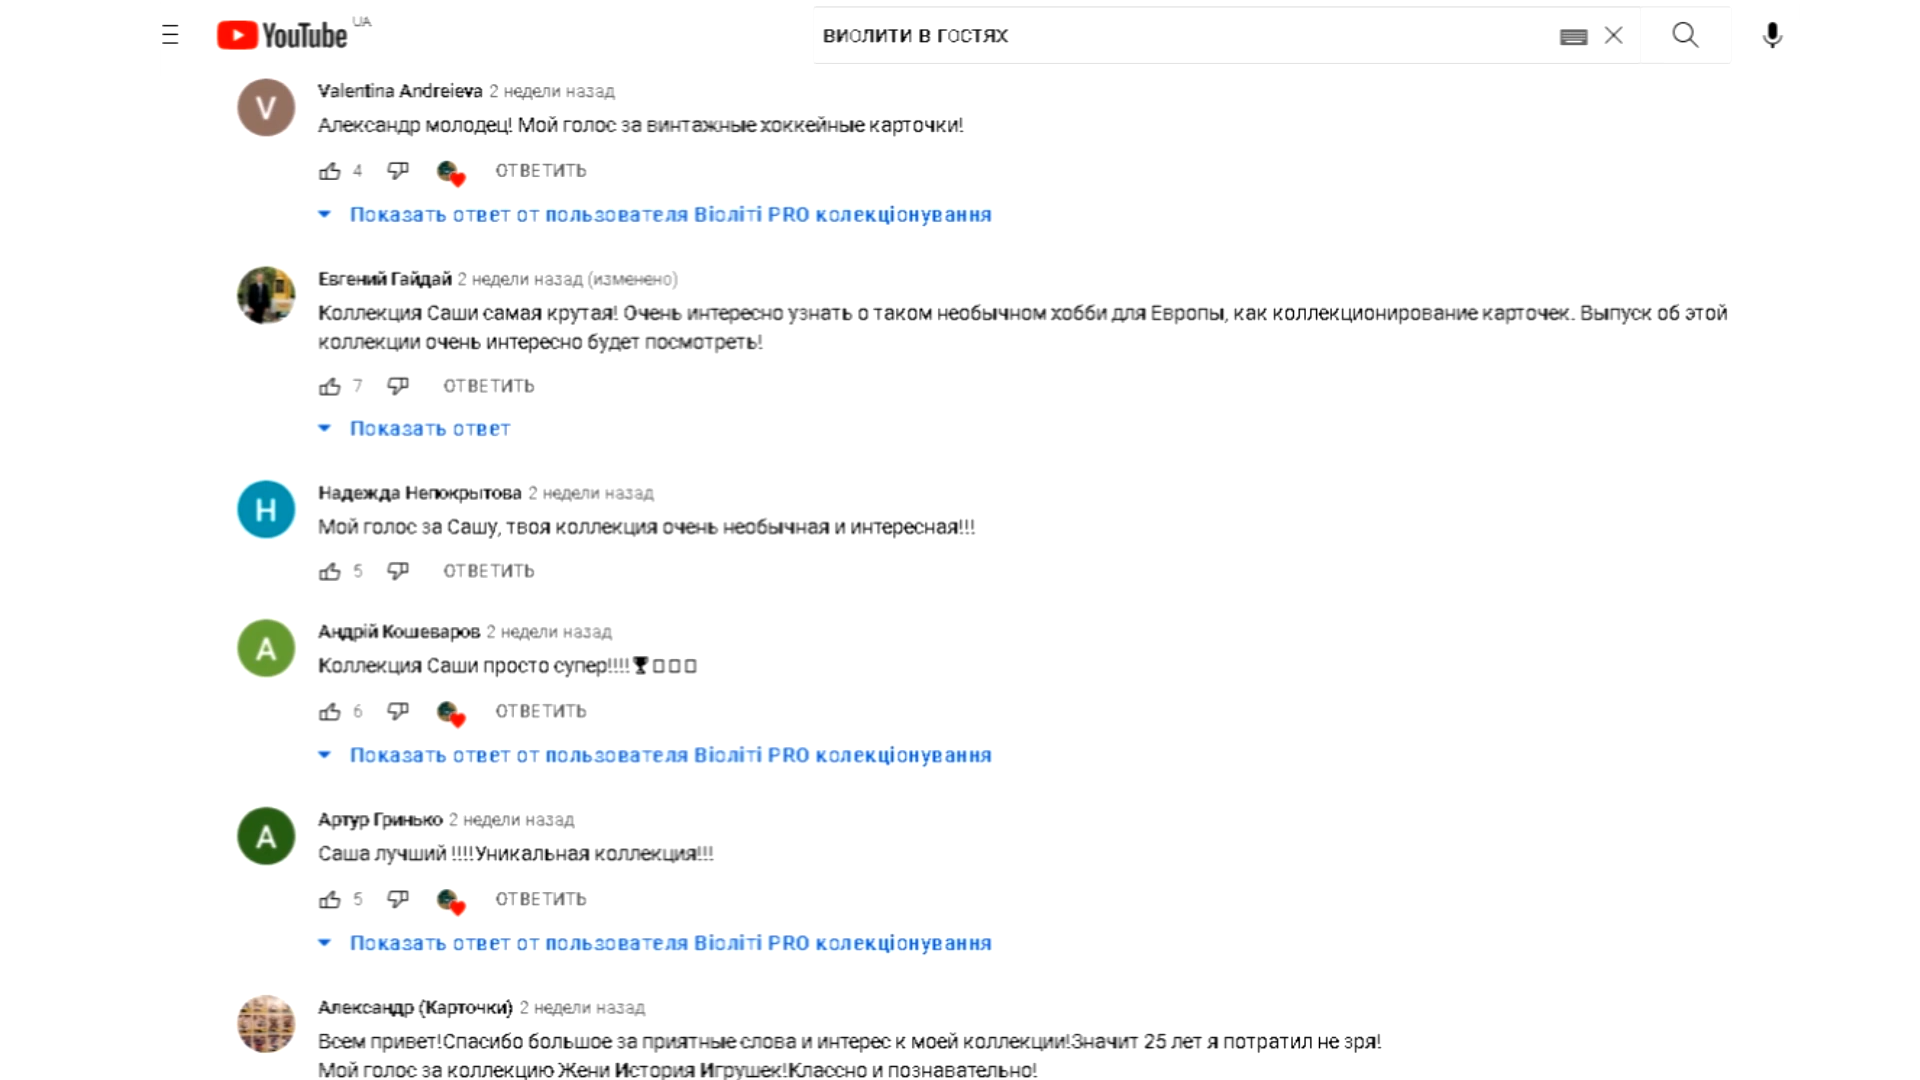 YouTube UA
ВИОЛИТИ В ГОСТЯХ
Valentina Andreieva 2 недели назад
Александр молодец! Мой голос за винтажные хоккейные карточки!
4 ОТВЕТИТЬ
Показать ответ от пользователя Віоліті PRO колекціонування
Евгений Гайдай 2 недели назад (изменено)
Коллекция Саши самая крутая! Очень интересно узнать о таком необычном хобби для Европы, как коллекционирование карточек. Выпуск об этой
коллекции очень интересно будет посмотреть!
7 ОТВЕТИТЬ
Показать ответ
Н
Надежда Непокрытова 2 недели назад
Мой голос за Сашу, твоя коллекция очень необычная и интересная!!!
5 ОТВЕТИТЬ
А
Андрій Кошеваров 2 недели назад
Коллекция Саши просто супер!!!!🏆
6 ОТВЕТИТЬ
Показать ответ от пользователя Віоліті PRO колекціонування
А
Артур Гринько 2 недели назад
Саша лучший !!!!Уникальная коллекция!!!
5 ОТВЕТИТЬ
Показать ответ от пользователя Віоліті PRO колекціонування
Александр (Карточки) 2 недели назад
Всем привет!Спасибо большое за приятные слова и интерес к моей коллекции!Значит 25 лет я потратил не зря!
Мой голос за коллекцию Жени История Игрушек!Классно и познавательно!